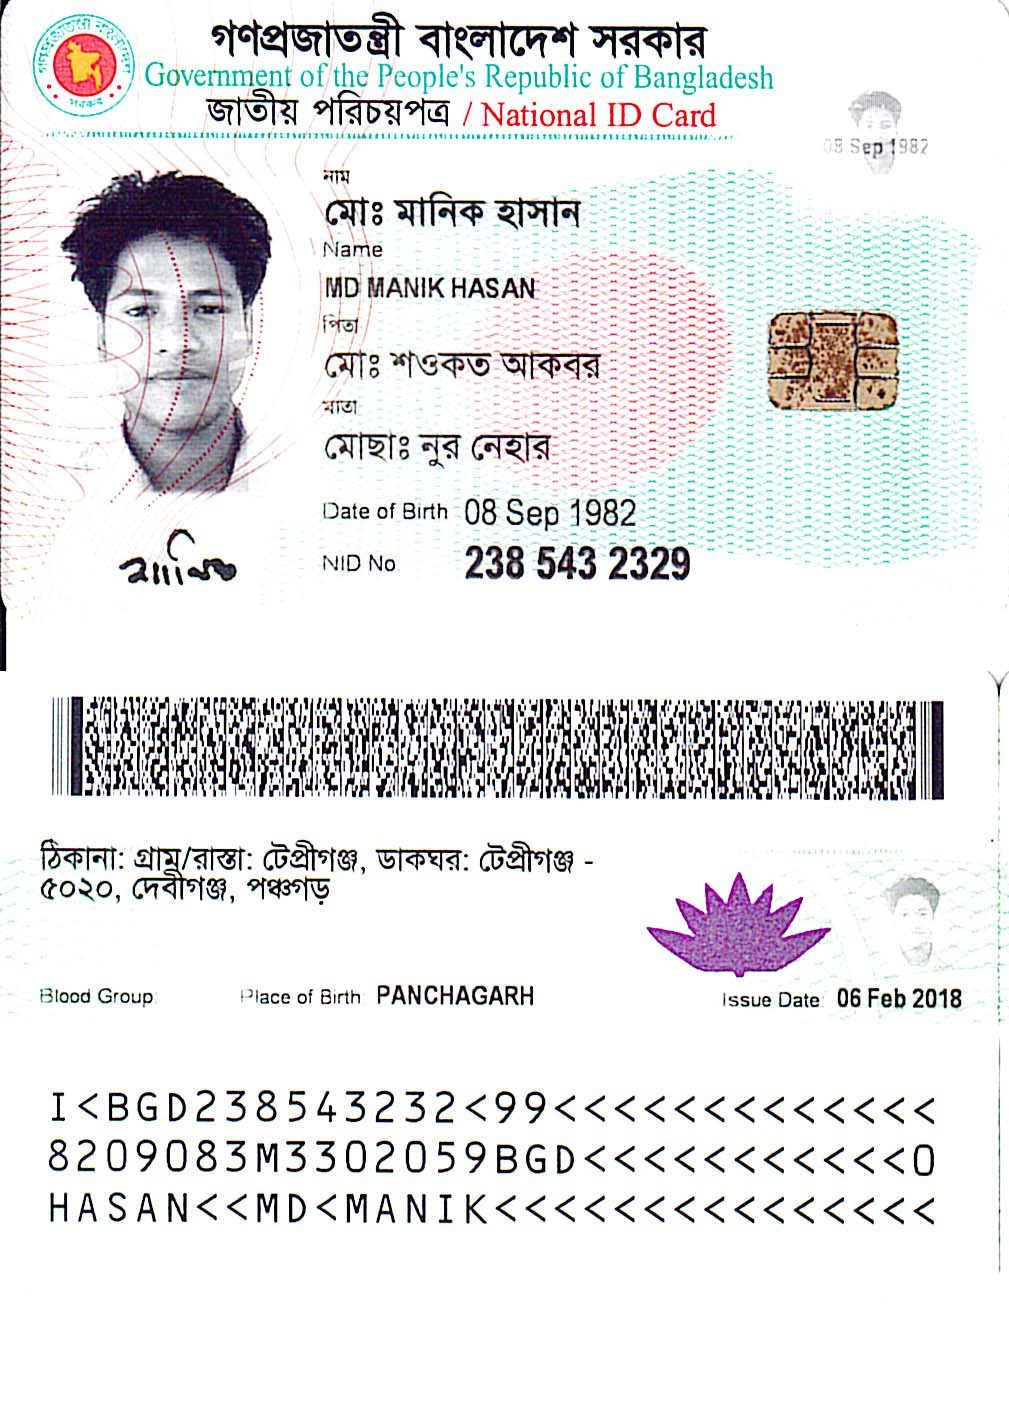 গণপ্রজাতন্ত্রী বাংলাদেশ সরকার
Government of the People's Republic of Bangladesh
জাতীয় পরিচয়পত্র / National ID Card
08 Sep 1982
নাম
মোঃ মানিক হাসান
Name
MD MANIK HASAN
পিতা
মোঃ শওকত আকবর
মাতা
মোছাঃ নুর নেহার
Date of Birth 08 Sep 1982
NID No 238 543 2329
মানিক
ঠিকানা: গ্রাম/রাস্তা: টেপ্রীগঞ্জ, ডাকঘর: টেপ্রীগঞ্জ -
৫০২০, দেবীগঞ্জ, পঞ্চগড়
Blood Group: Place of Birth PANCHAGARH Issue Date: 06 Feb 2018
I<BGD238543232<99<<<<<<<<<<<<<
8209083M3302059BGD<<<<<<<<<<<0
HASAN<<MD<MANIK<<<<<<<<<<<<<<<